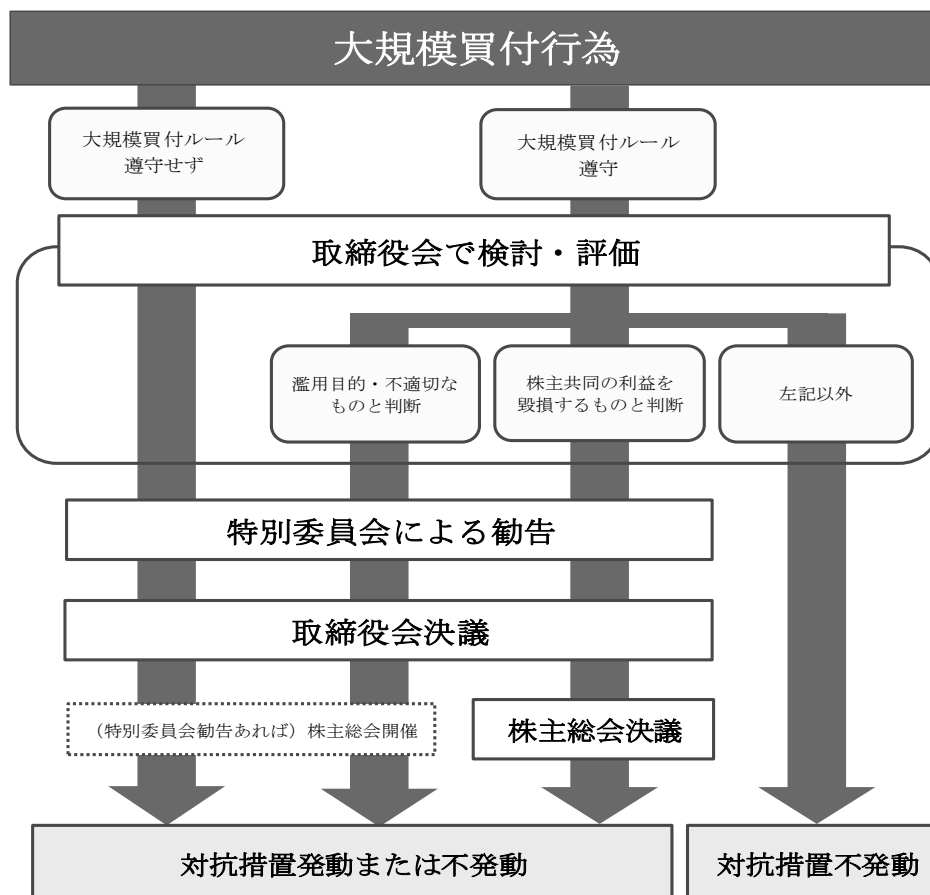 大規模買付行為
大規模買付ルール
遵守せず
大規模買付ルール
遵守
取締役会で検討・評価
濫用目的・不適切な
ものと判断
株主共同の利益を
毀損するものと判断
左記以外
特別委員会による勧告
取締役会決議
（特別委員会勧告あれば）株主総会開催
株主総会決議
対抗措置発動または不発動
対抗措置不発動